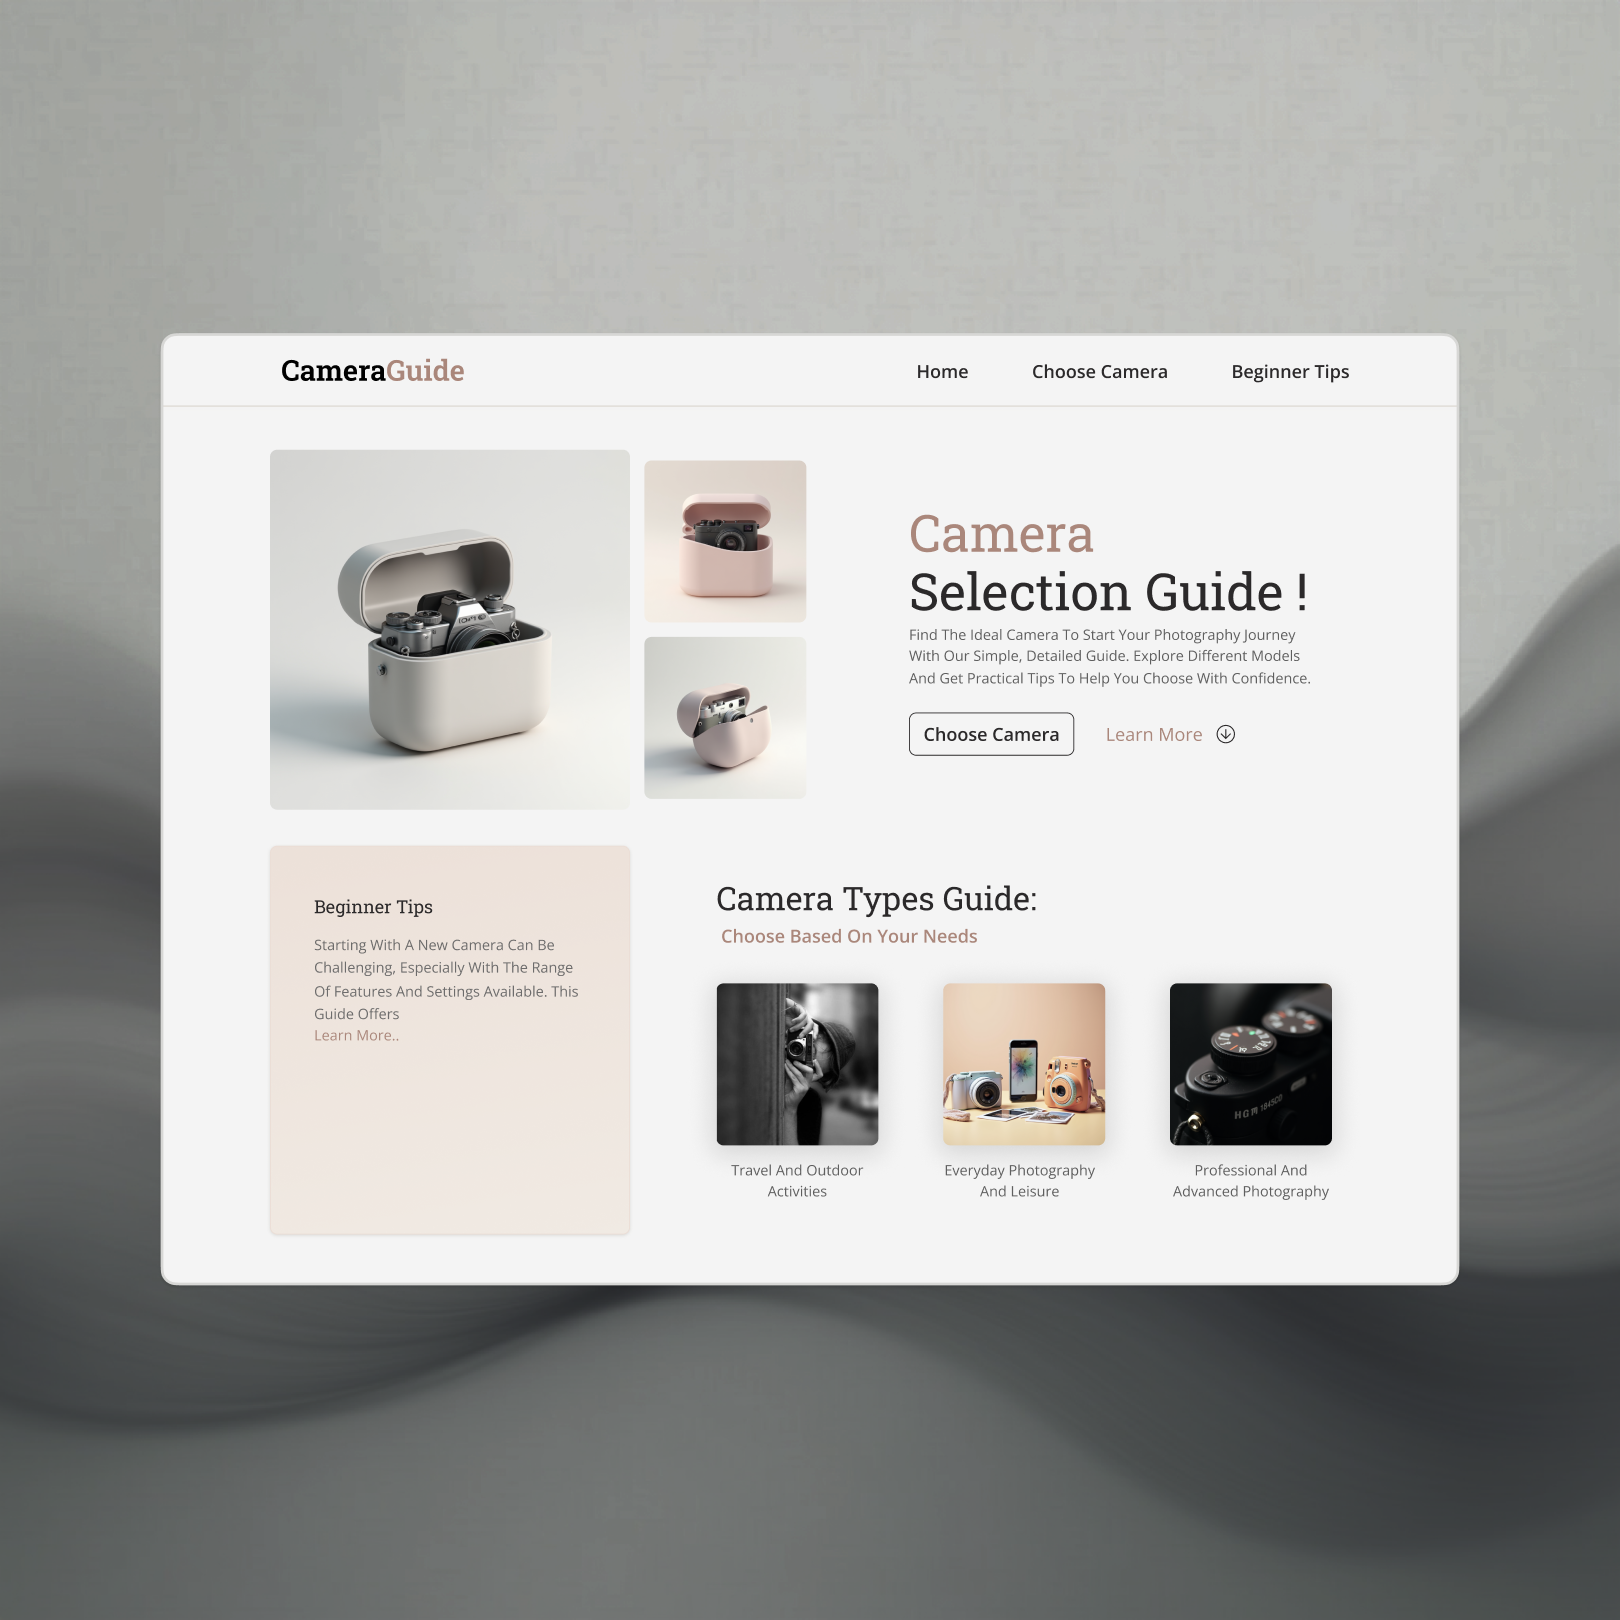 CameraGuide
Home
Choose Camera
Beginner Tips
Camera
Selection Guide !
Find The Ideal Camera To Start Your Photography Journey
With Our Simple, Detailed Guide. Explore Different Models
And Get Practical Tips To Help You Choose With Confidence.
Choose Camera
Learn More
Beginner Tips
Starting With A New Camera Can Be
Challenging, Especially With The Range
Of Features And Settings Available. This
Guide Offers
Learn More..
Camera Types Guide:
Choose Based On Your Needs
Travel And Outdoor
Activities
Everyday Photography
And Leisure
Professional And
Advanced Photography